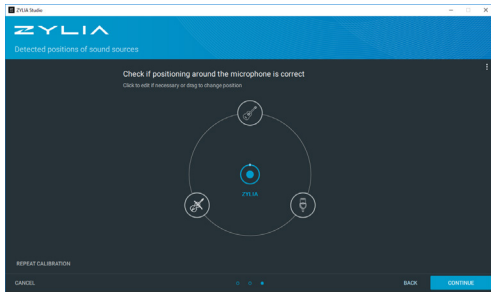 ZYLIA Studio
ZYLIA
Detected positions of sound sources
Check if positioning around the microphone is correct
Click to edit if necessary or drag to change position
ZYLIA
REPEAT CALIBRATION
CANCEL
BACK
CONTINUE